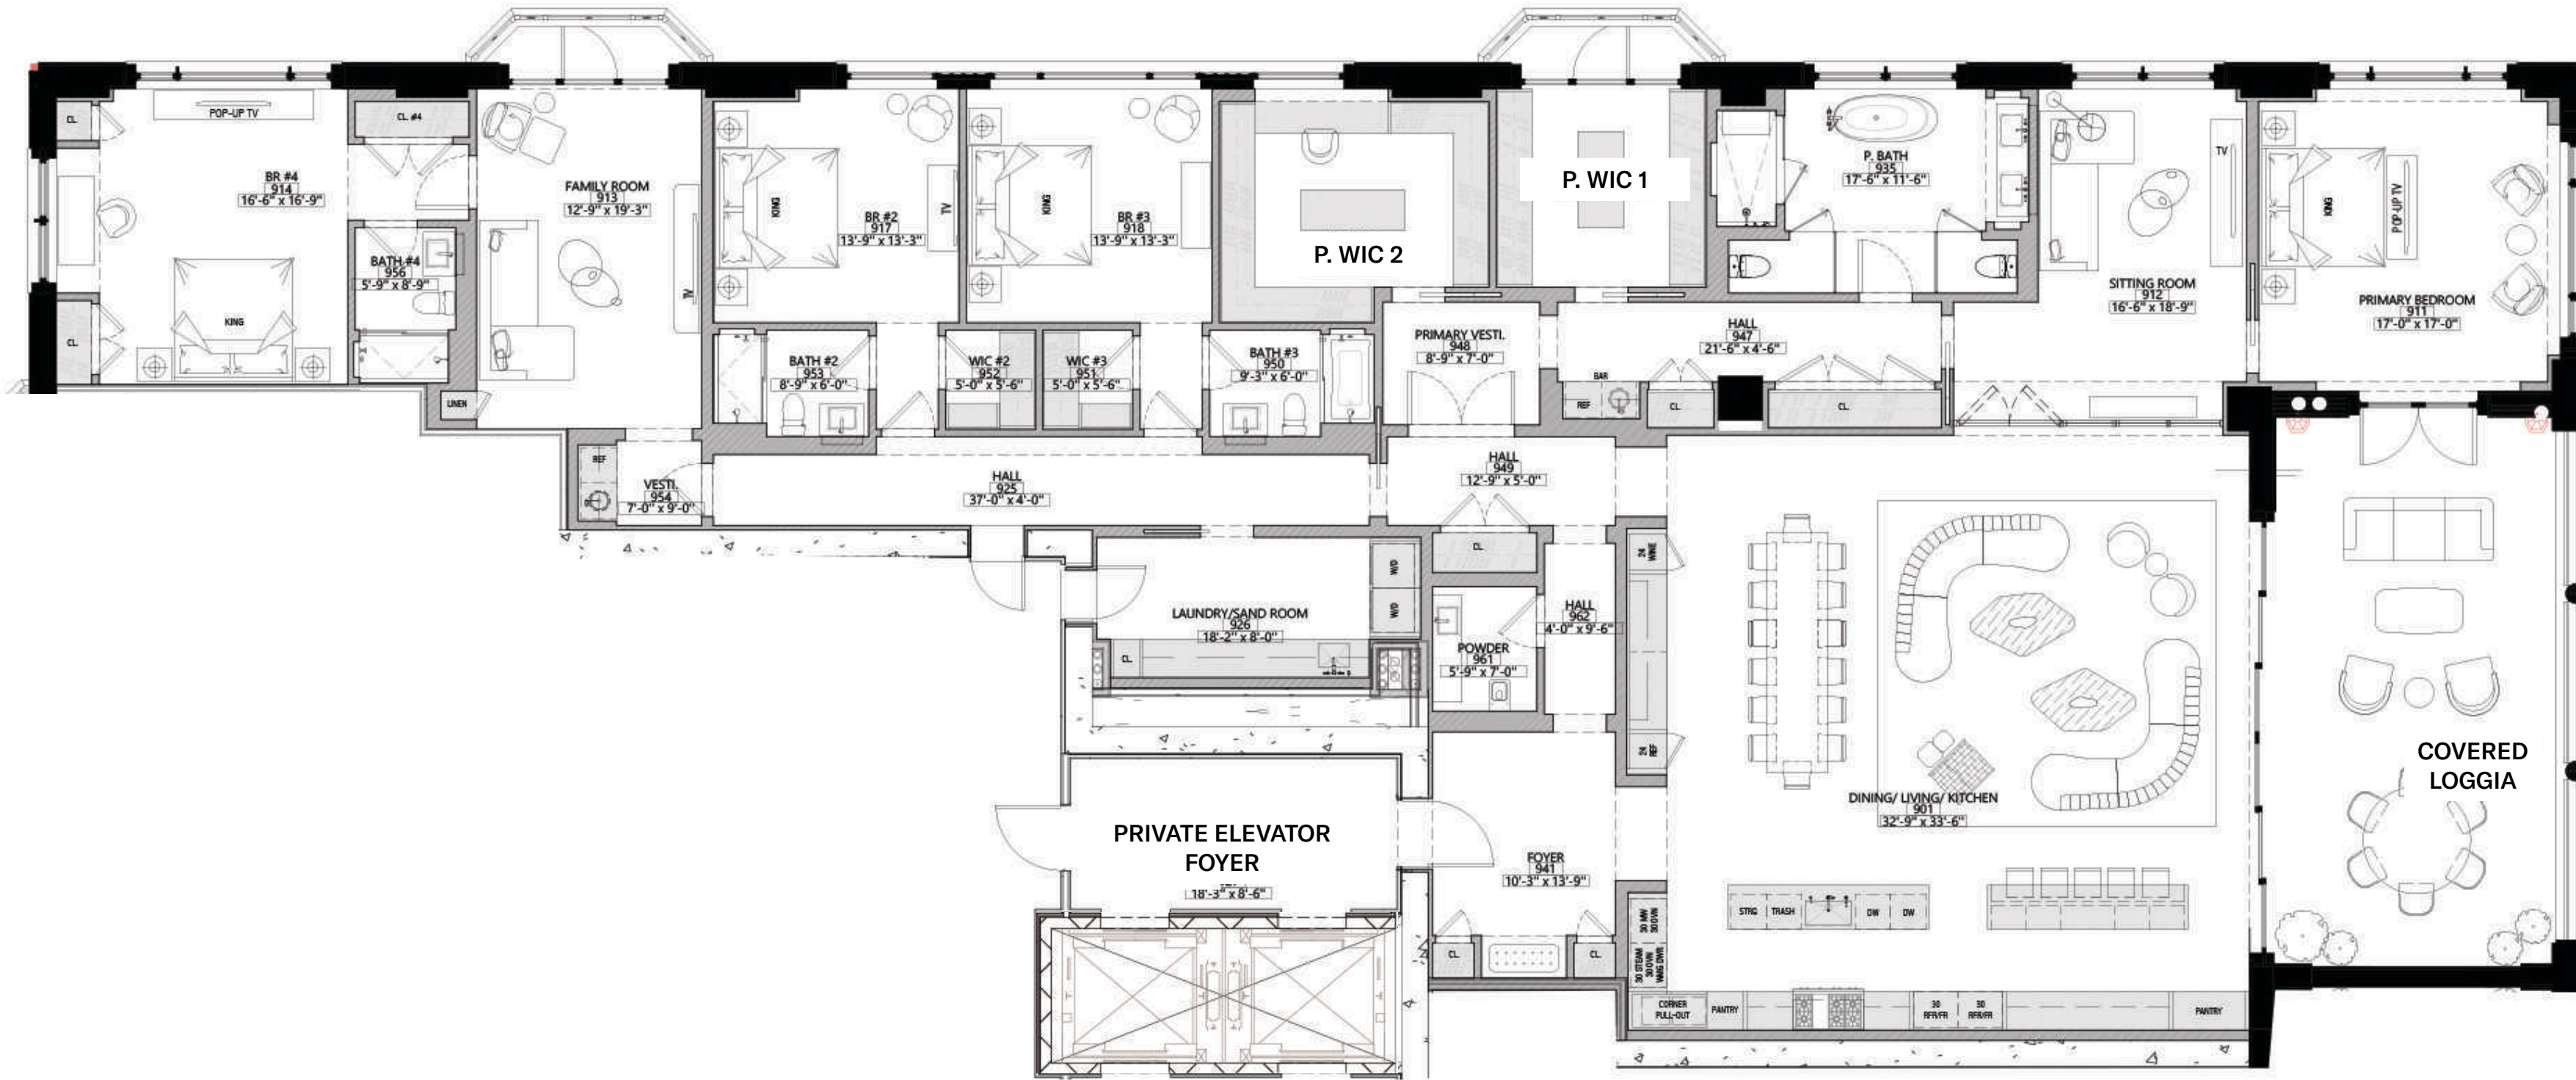 POP-UP TV
CL
CL #4
BR #4
914
16'-6" x 16'-9"
KING
CL
BATH #4
956
5'-9" x 8'-9"
LINEN
FAMILY ROOM
913
12'-9" x 19'-3"
TV
KING
BR #2
917
13'-9" x 13'-3"
TV
KING
BR #3
918
13'-9" x 13'-3"
P. WIC 2
P. WIC 1
P. BATH
935
17'-6" x 11'-6"
TV
SITTING ROOM
912
16'-6" x 18'-9"
KING
POP-UP TV
PRIMARY BEDROOM
911
17'-0" x 17'-0"
BATH #2
953
8'-9" x 6'-0"
WIC #2
952
5'-0" x 5'-6"
WIC #3
951
5'-0" x 5'-6"
BATH #3
950
9'-3" x 6'-0"
PRIMARY VESTI.
948
8'-9" x 7'-0"
HALL
947
21'-6" x 4'-6"
BAR
REF
CL
CL
REF
VESTI.
954
7'-0" x 9'-0"
HALL
925
37'-0" x 4'-0"
HALL
949
12'-9" x 5'-0"
CL
W/D
W/D
LAUNDRY/SAND ROOM
926
18'-2" x 8'-0"
CL
HALL
962
4'-0" x 9'-6"
POWDER
961
5'-9" x 7'-0"
24
WINE
24
REF
DINING/ LIVING/ KITCHEN
901
32'-9" x 33'-6"
COVERED
LOGGIA
PRIVATE ELEVATOR
FOYER
18'-3" x 8'-6"
FOYER
941
10'-3" x 13'-9"
CL
CL
30 MW
30 OVN
30 STEAM
30 OVN
WMG DWR
STRG
TRASH
DW
DW
CORNER
PULL-OUT
PANTRY
30
RFR/FR
30
RFR/FR
PANTRY